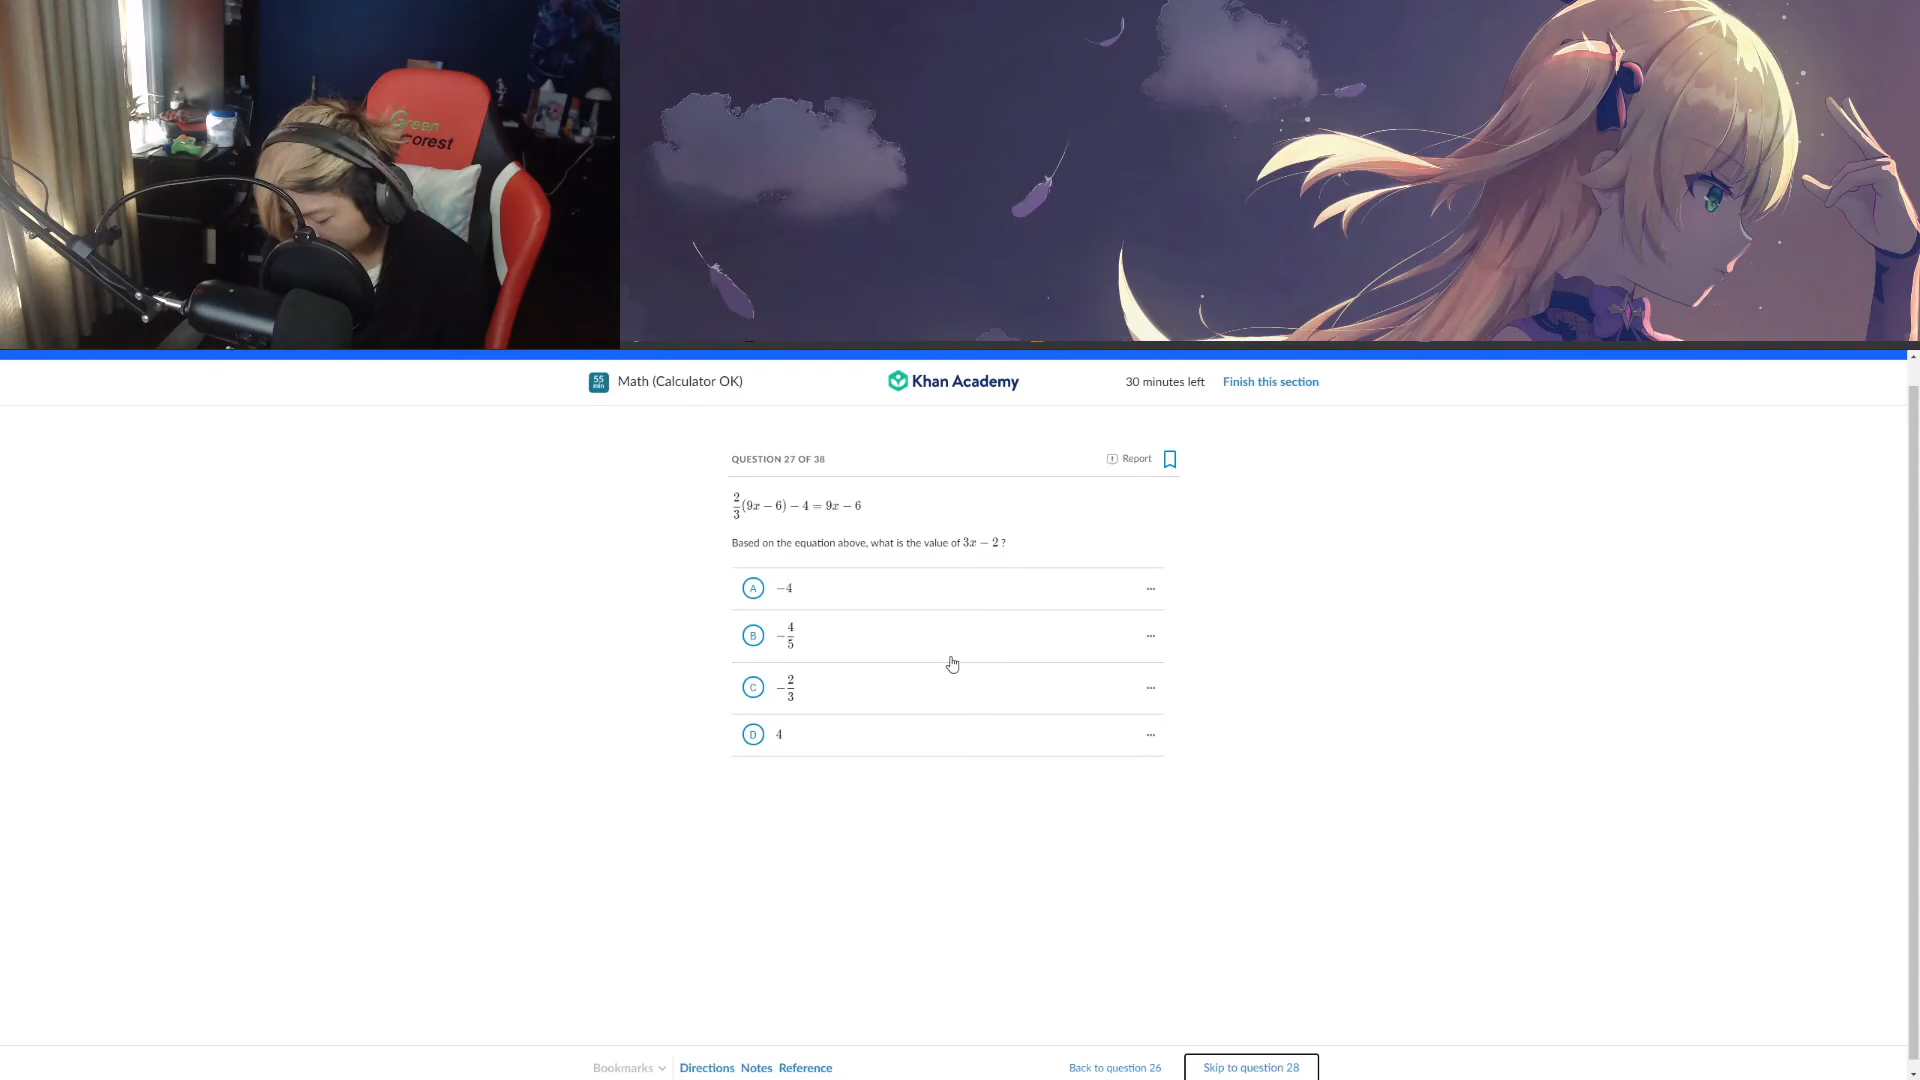 Green
Forest
55
min
Math (Calculator OK)
Khan Academy
30 minutes left
Finish this section
QUESTION 27 OF 38
Report
2/3(9x − 6) − 4 = 9x − 6
Based on the equation above, what is the value of 3x − 2 ?
A −4
B −4/5
C −2/3
D 4
Bookmarks
Directions
Notes
Reference
Back to question 26
Skip to question 28